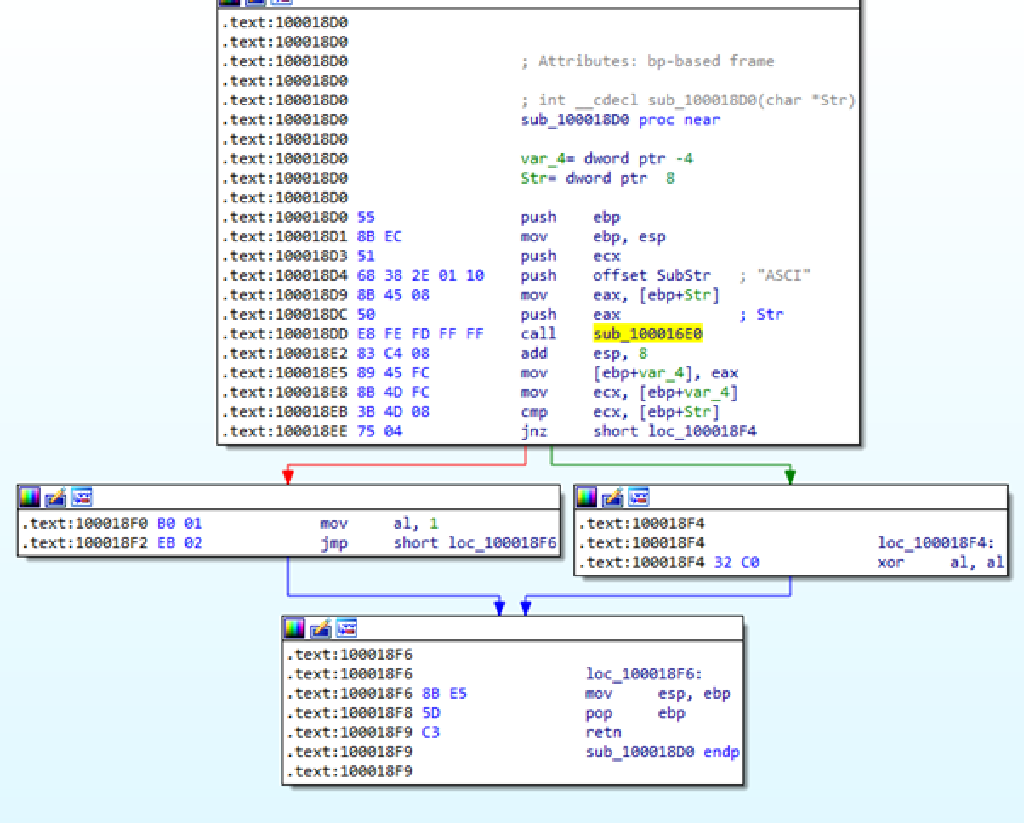 .text:100018D0
.text:100018D0
.text:100018D0 ; Attributes: bp-based frame
.text:100018D0
.text:100018D0 ; int __cdecl sub_100018D0(char *Str)
.text:100018D0 sub_100018D0 proc near
.text:100018D0
.text:100018D0 var_4= dword ptr -4
.text:100018D0 Str= dword ptr 8
.text:100018D0
.text:100018D0 55 push ebp
.text:100018D1 8B EC mov ebp, esp
.text:100018D3 51 push ecx
.text:100018D4 68 38 2E 01 10 push offset SubStr ; "ASCI"
.text:100018D9 8B 45 08 mov eax, [ebp+Str]
.text:100018DC 50 push eax ; Str
.text:100018DD E8 FE FD FF FF call sub_100016E0
.text:100018E2 83 C4 08 add esp, 8
.text:100018E5 89 45 FC mov [ebp+var_4], eax
.text:100018E8 8B 4D FC mov ecx, [ebp+var_4]
.text:100018EB 3B 4D 08 cmp ecx, [ebp+Str]
.text:100018EE 75 04 jnz short loc_100018F4
.text:100018F0 B0 01 mov al, 1
.text:100018F2 EB 02 jmp short loc_100018F6
.text:100018F4
.text:100018F4 loc_100018F4:
.text:100018F4 32 C0 xor al, al
.text:100018F6
.text:100018F6 loc_100018F6:
.text:100018F6 8B E5 mov esp, ebp
.text:100018F8 5D pop ebp
.text:100018F9 C3 retn
.text:100018F9 sub_100018D0 endp
.text:100018F9